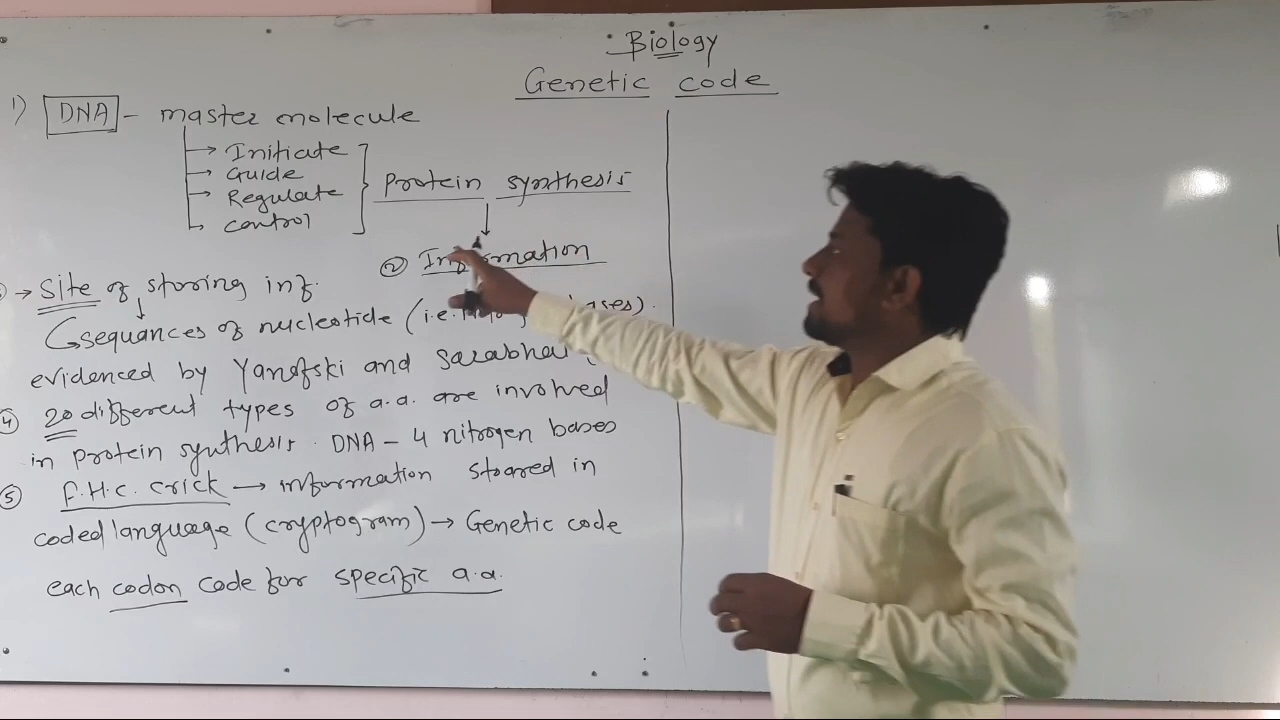 Biology
Genetic code
1) DNA - master molecule
Initiate
Guide
Regulate
control
Protein synthesis
② Information
→ Site of storing inf.
sequances of nucleotide (i.e. bases).
evidenced by Yanofski and Sarabhai
④ 20 different types of a.a. are involved
in protein synthesis. DNA - 4 nitrogen bases
⑤ F.H.C. Crick → information stoared in
coded language (cryptogram) → Genetic code
each codon code for specific a.a.